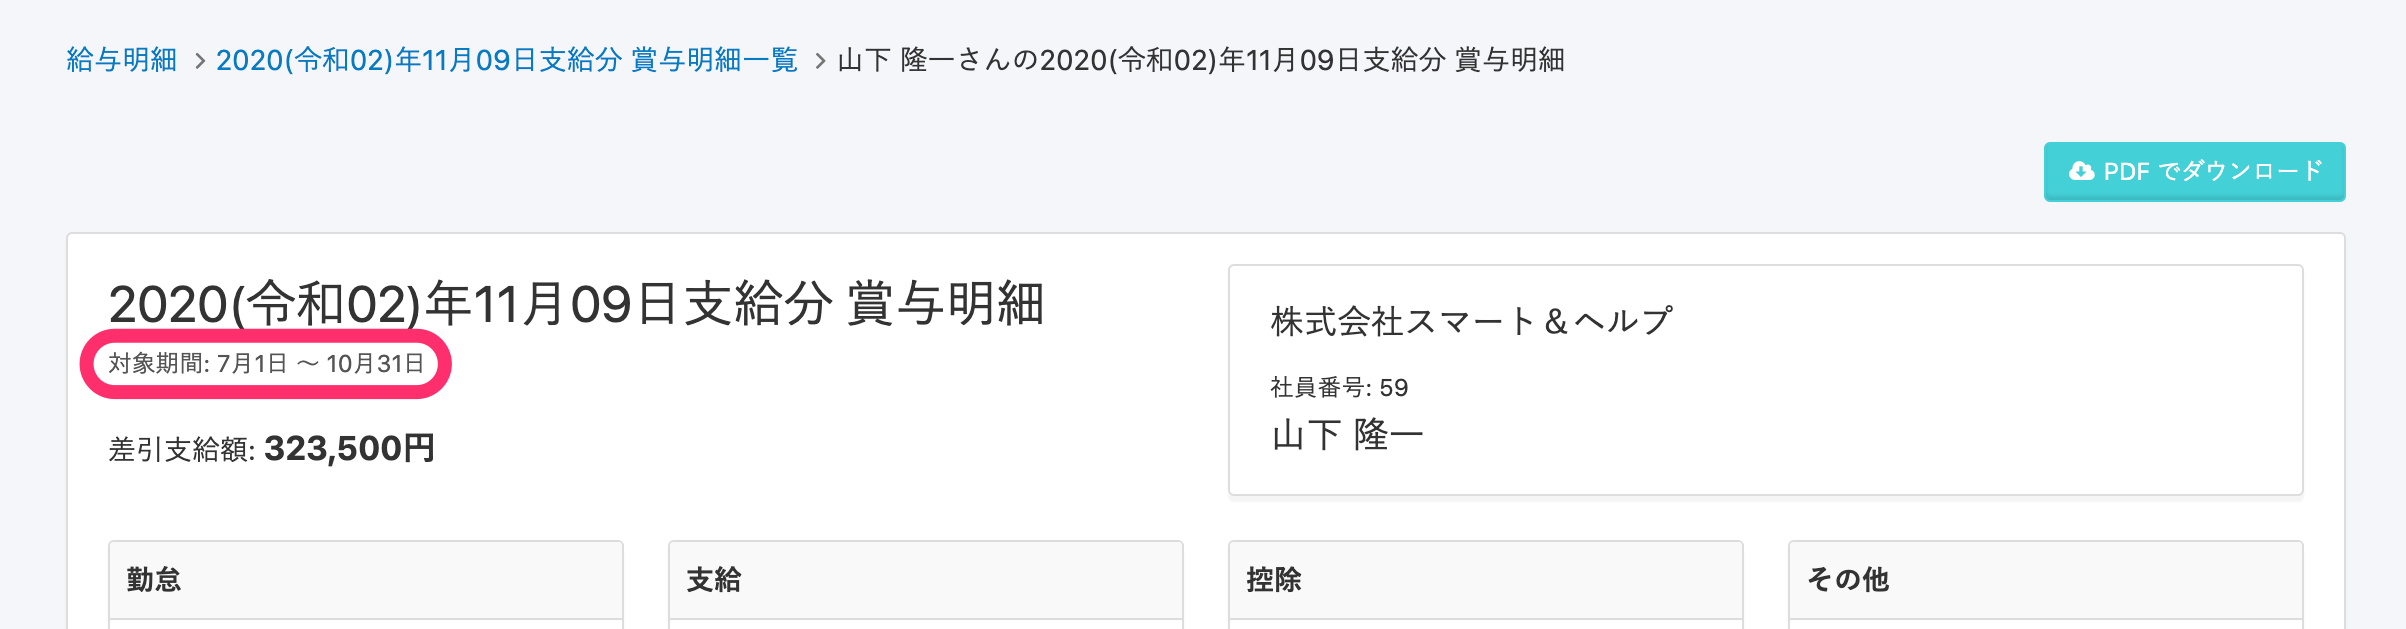 給与明細 > 2020(令和02)年11月09日支給分 賞与明細一覧 > 山下 隆一さんの2020(令和02)年11月09日支給分 賞与明細
PDF でダウンロード
2020(令和02)年11月09日支給分 賞与明細
対象期間: 7月1日 〜 10月31日
差引支給額: 323,500円
株式会社スマート＆ヘルプ
社員番号: 59
山下 隆一
勤怠
支給
控除
その他